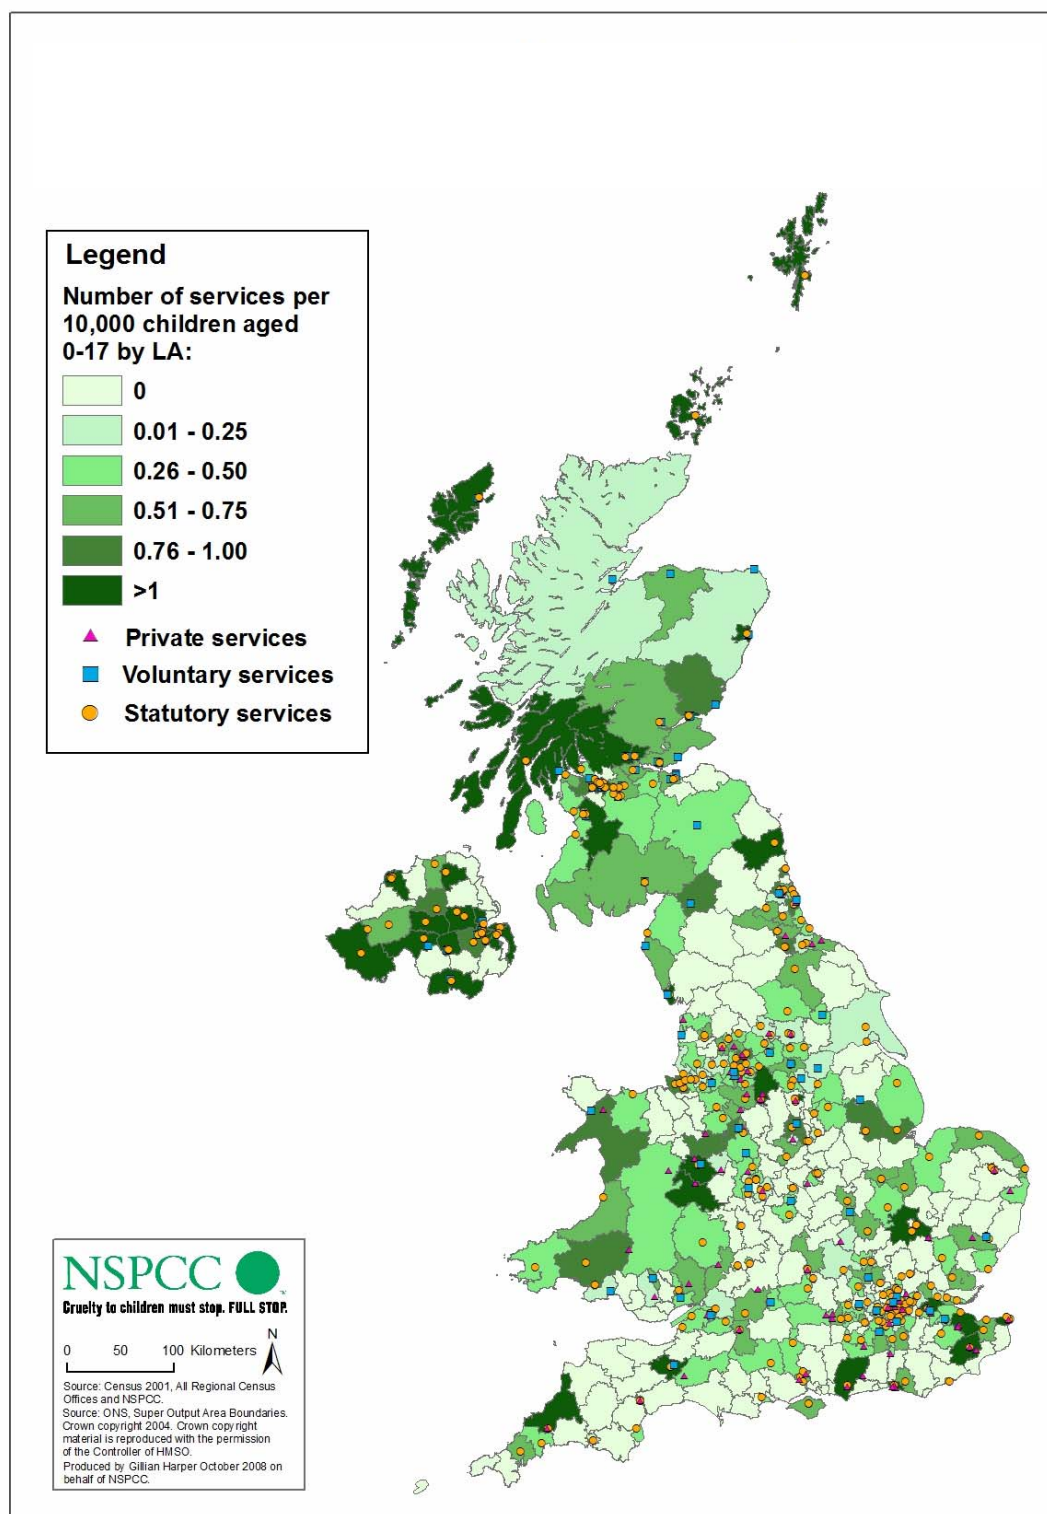 Legend
Number of services per
10,000 children aged
0-17 by LA:
0
0.01 - 0.25
0.26 - 0.50
0.51 - 0.75
0.76 - 1.00
>1
Private services
Voluntary services
Statutory services
NSPCC
Cruelty to children must stop. FULL STOP.
N
0 50 100 Kilometers
Source: Census 2001, All Regional Census
Offices and NSPCC.
Source: ONS, Super Output Area Boundaries.
Crown copyright 2004. Crown copyright
material is reproduced with the permission
of the Controller of HMSO.
Produced by Gillian Harper October 2008 on
behalf of NSPCC.